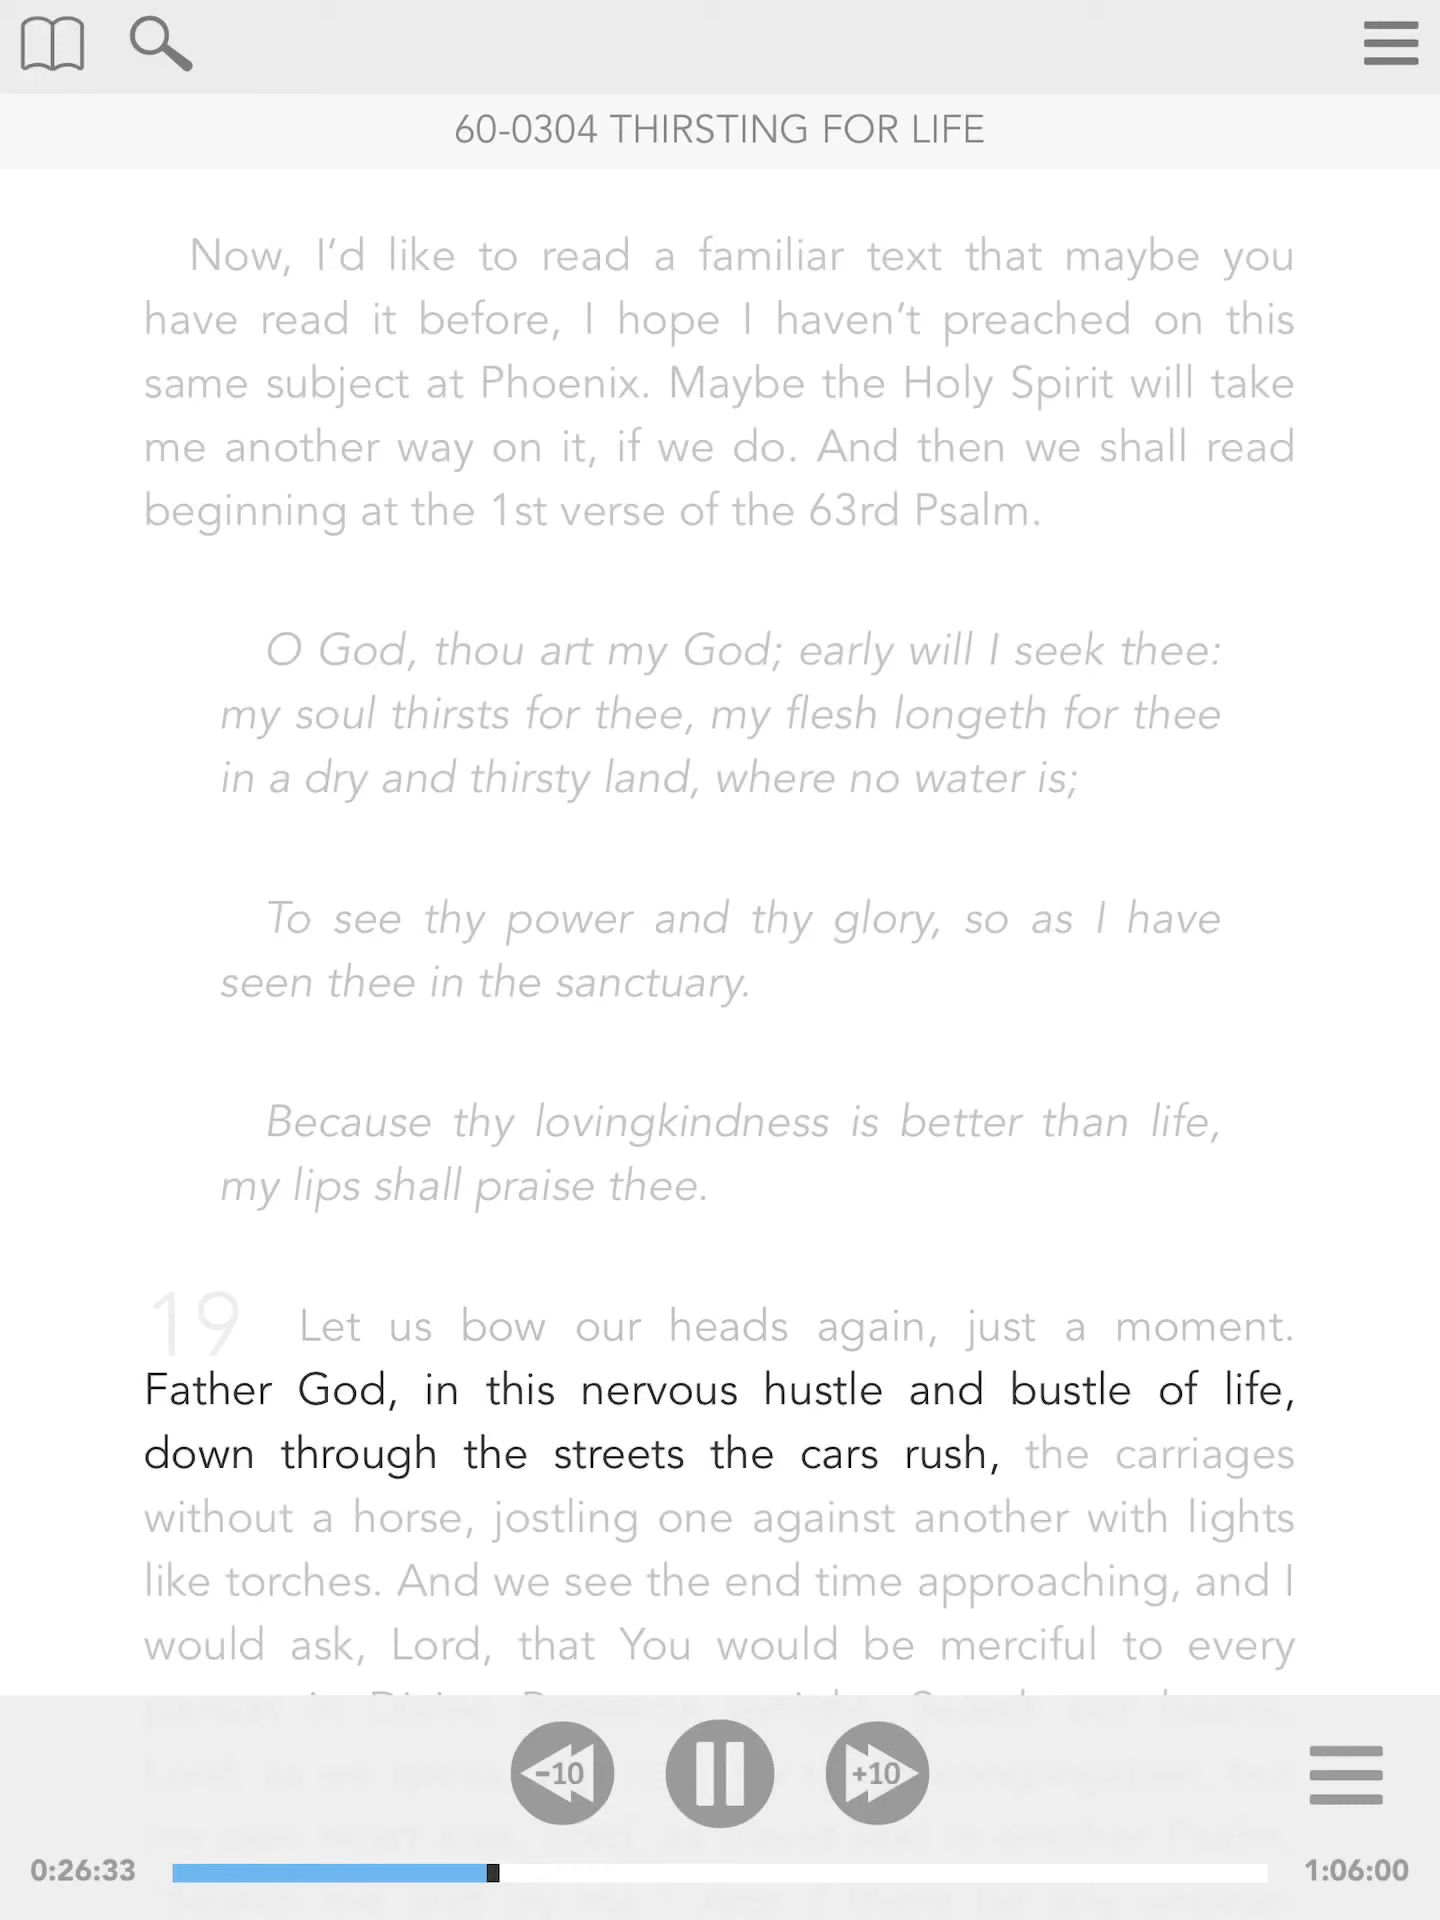 60-0304 THIRSTING FOR LIFE
Now, I’d like to read a familiar text that maybe you
have read it before, I hope I haven’t preached on this
same subject at Phoenix. Maybe the Holy Spirit will take
me another way on it, if we do. And then we shall read
beginning at the 1st verse of the 63rd Psalm.
O God, thou art my God; early will I seek thee:
my soul thirsts for thee, my flesh longeth for thee
in a dry and thirsty land, where no water is;
To see thy power and thy glory, so as I have
seen thee in the sanctuary.
Because thy lovingkindness is better than life,
my lips shall praise thee.
19 Let us bow our heads again, just a moment.
Father God, in this nervous hustle and bustle of life,
down through the streets the cars rush, the carriages
without a horse, jostling one against another with lights
like torches. And we see the end time approaching, and I
would ask, Lord, that You would be merciful to every
-10 +10
0:26:33 1:06:00